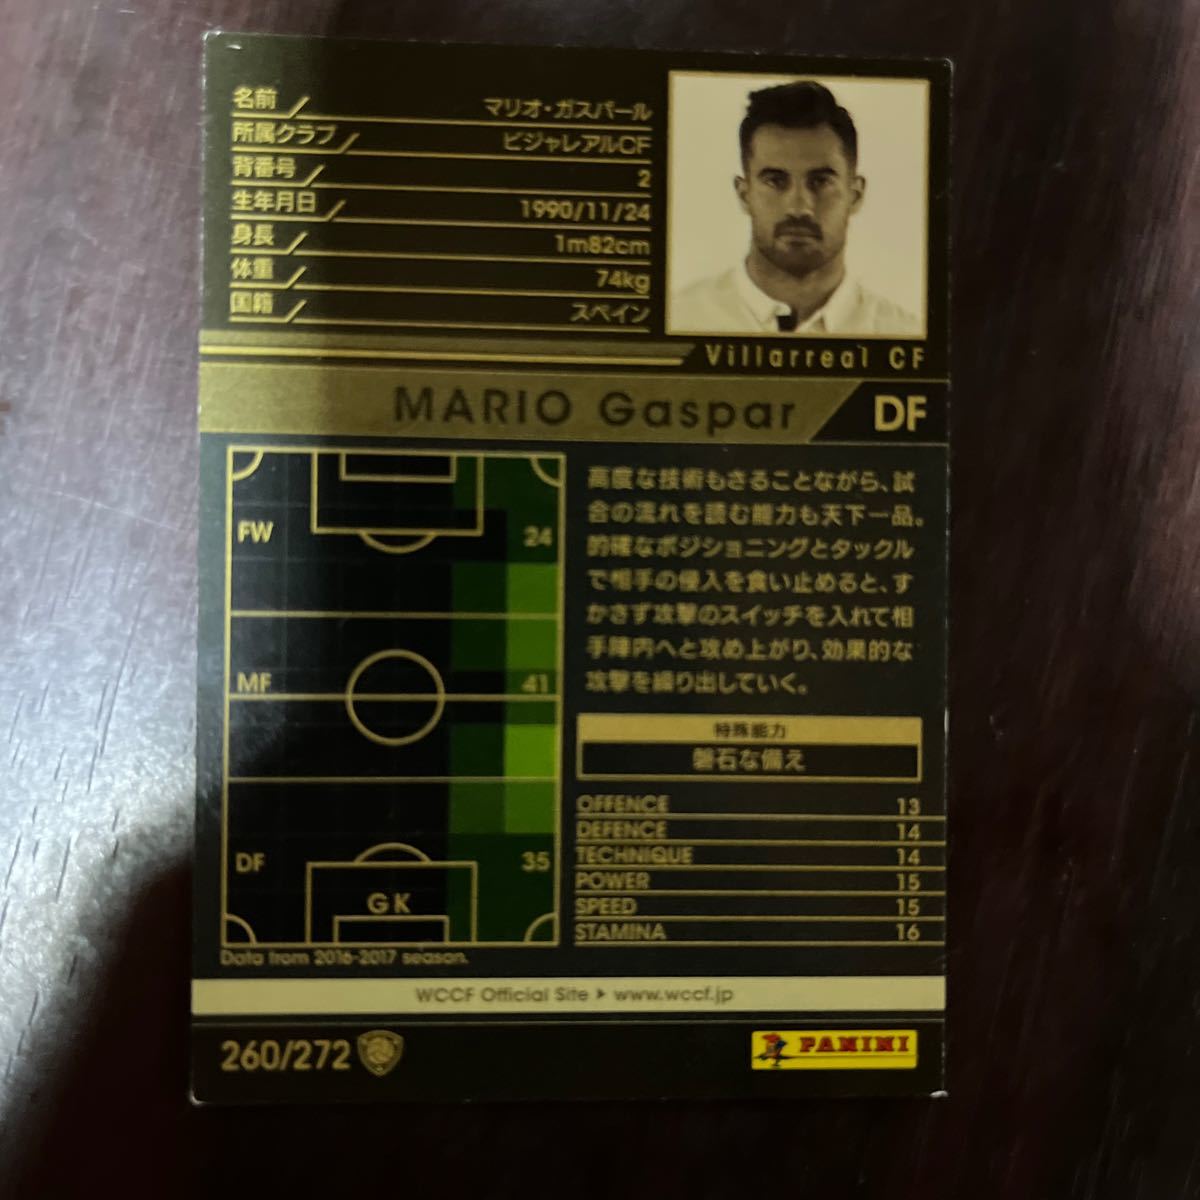 名前 マリオ・ガスパール
所属クラブ ビジャレアルCF
背番号 2
生年月日 1990/11/24
身長 1m82cm
体重 74kg
国籍 スペイン
Villarreal CF
MARIO Gaspar DF
FW 24
MF 41
DF 35
GK
Data from 2016-2017 season.
高度な技術もさることながら、試
合の流れを読む能力も天下一品。
的確なポジショニングとタックル
で相手の侵入を食い止めると、す
かさず攻撃のスイッチを入れて相
手陣内へと攻め上がり、効果的な
攻撃を繰り出していく。
特殊能力
磐石な備え
OFFENCE 13
DEFENCE 14
TECHNIQUE 14
POWER 15
SPEED 15
STAMINA 16
WCCF Official Site ▶ www.wccf.jp
260/272
PANINI